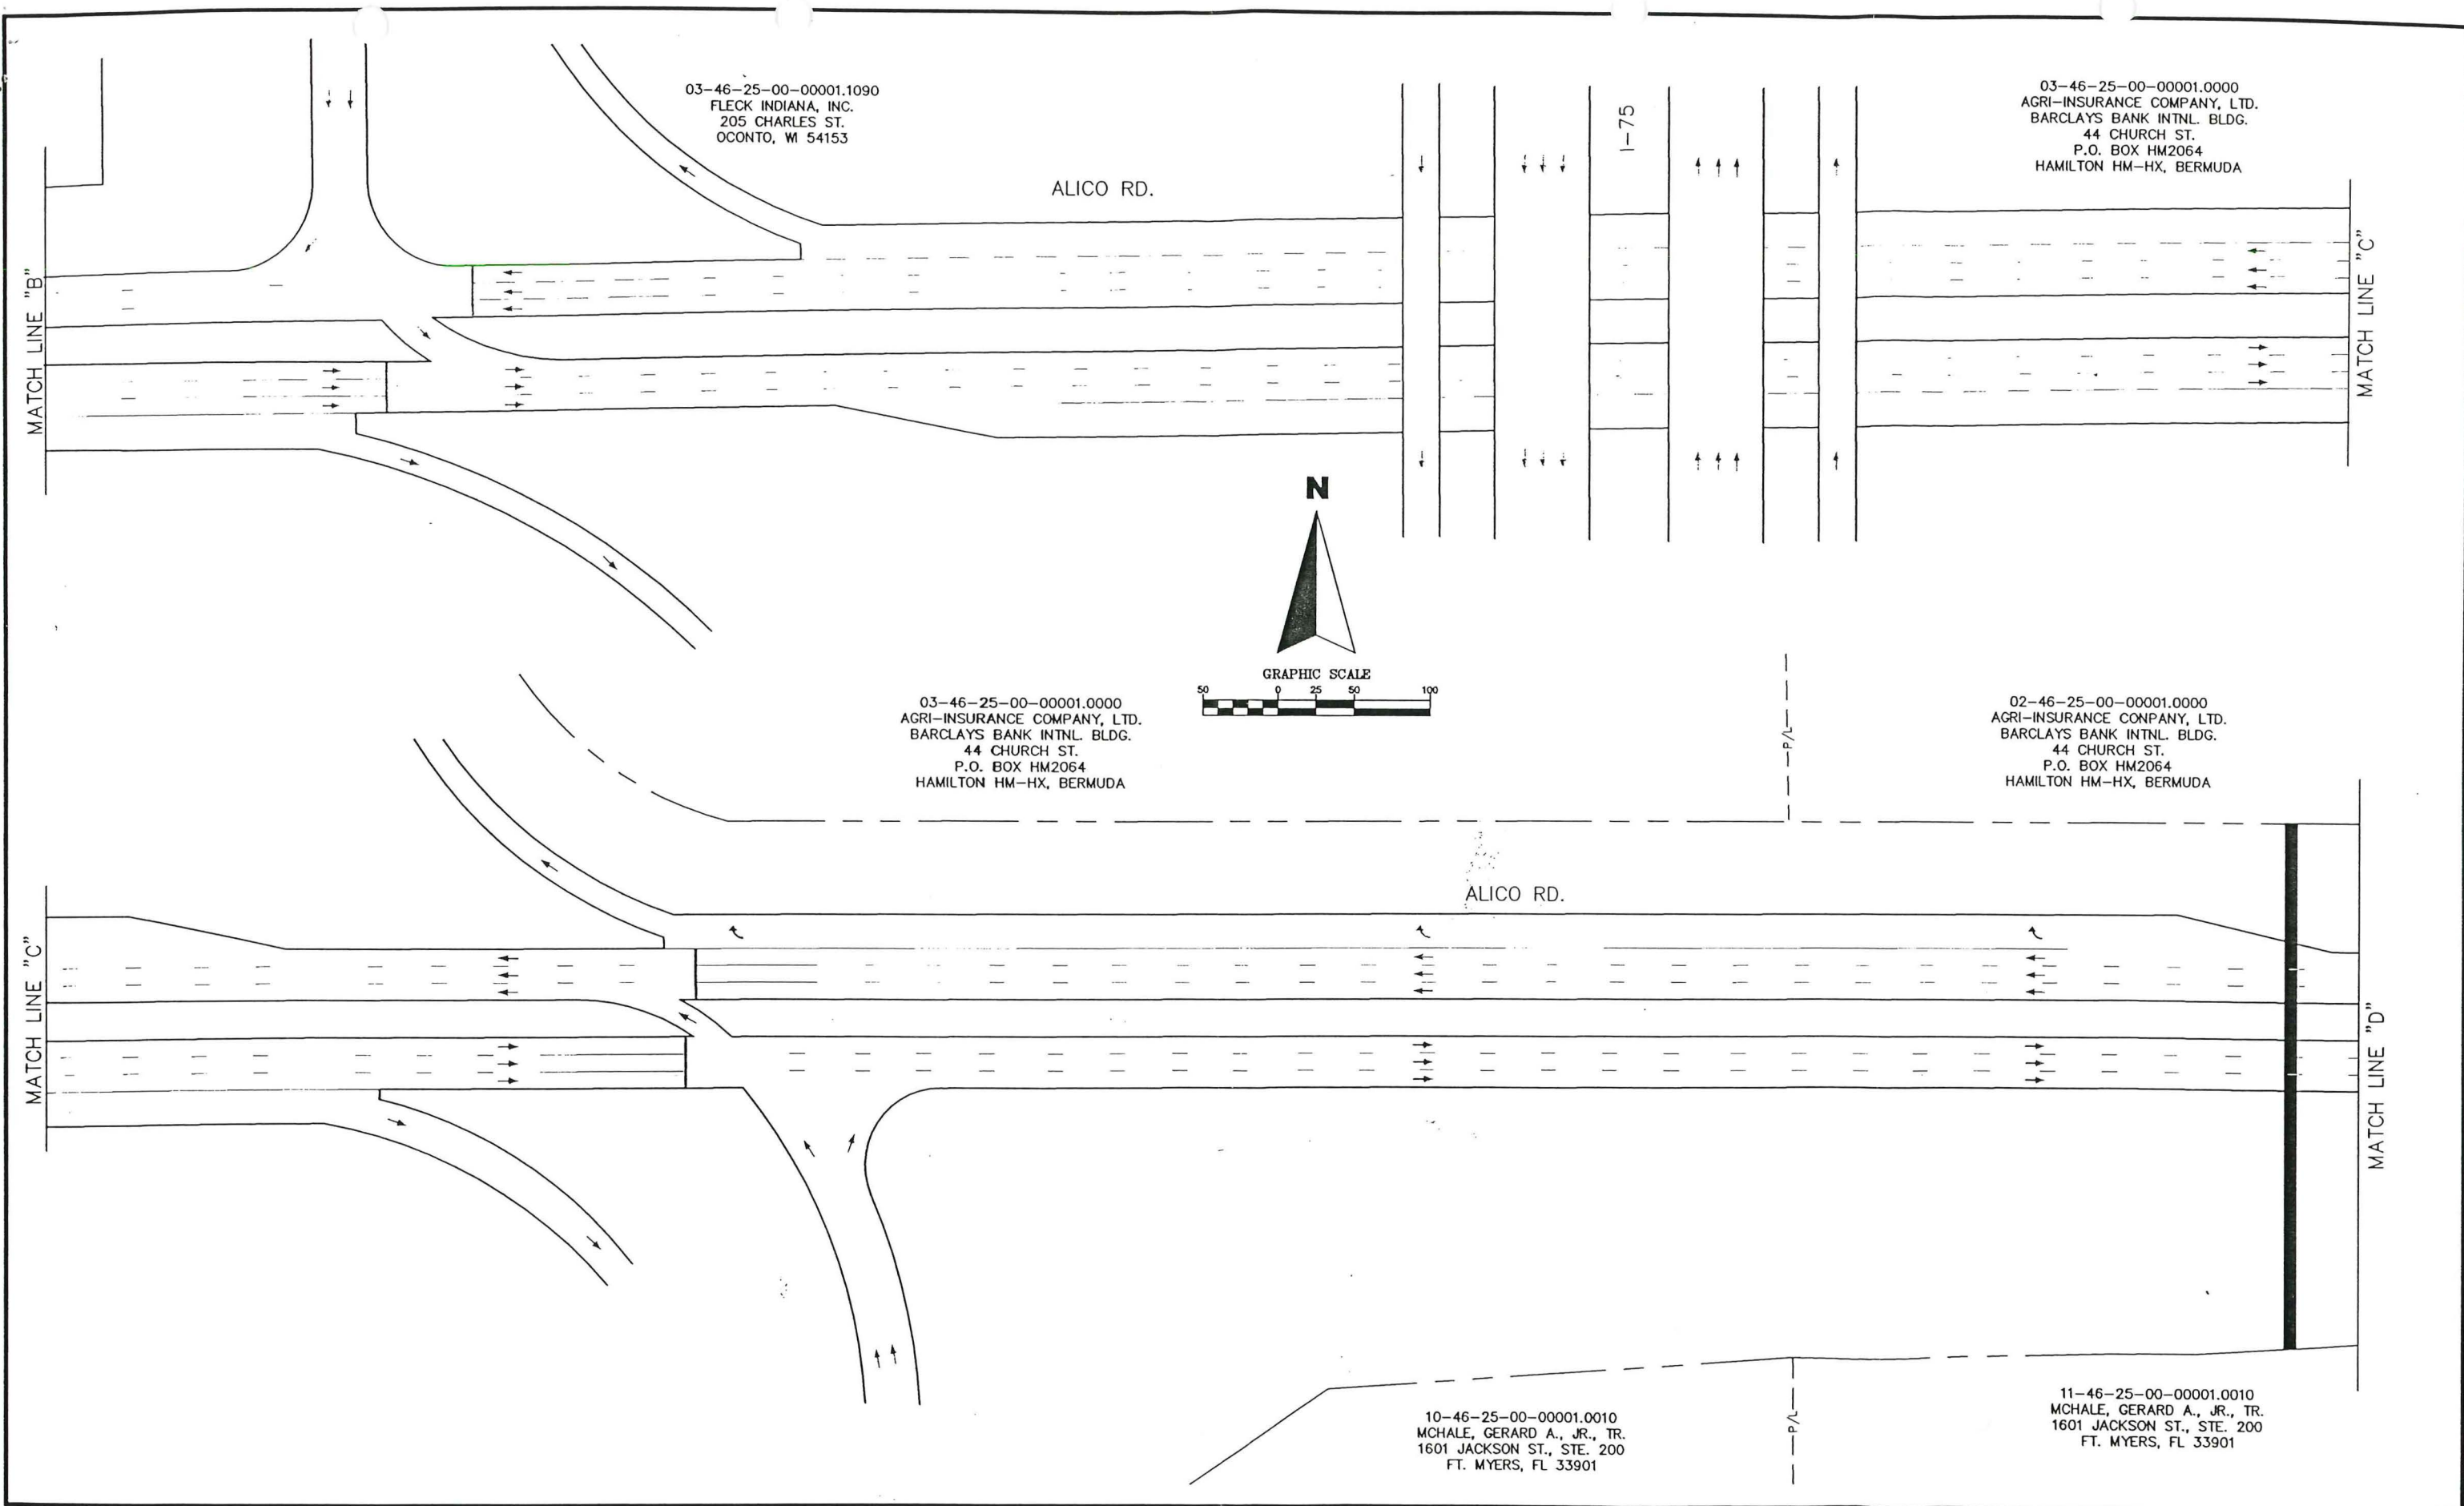 03-46-25-00-00001.1090
FLECK INDIANA, INC.
205 CHARLES ST.
OCONTO, WI 54153
ALICO RD.
I-75
03-46-25-00-00001.0000
AGRI-INSURANCE COMPANY, LTD.
BARCLAYS BANK INTNL. BLDG.
44 CHURCH ST.
P.O. BOX HM2064
HAMILTON HM-HX, BERMUDA
MATCH LINE "B"
MATCH LINE "C"
N
GRAPHIC SCALE
50 0 25 50 100
03-46-25-00-00001.0000
AGRI-INSURANCE COMPANY, LTD.
BARCLAYS BANK INTNL. BLDG.
44 CHURCH ST.
P.O. BOX HM2064
HAMILTON HM-HX, BERMUDA
P/L
02-46-25-00-00001.0000
AGRI-INSURANCE CONPANY, LTD.
BARCLAYS BANK INTNL. BLDG.
44 CHURCH ST.
P.O. BOX HM2064
HAMILTON HM-HX, BERMUDA
ALICO RD.
MATCH LINE "C"
MATCH LINE "D"
10-46-25-00-00001.0010
MCHALE, GERARD A., JR., TR.
1601 JACKSON ST., STE. 200
FT. MYERS, FL 33901
P/L
11-46-25-00-00001.0010
MCHALE, GERARD A., JR., TR.
1601 JACKSON ST., STE. 200
FT. MYERS, FL 33901